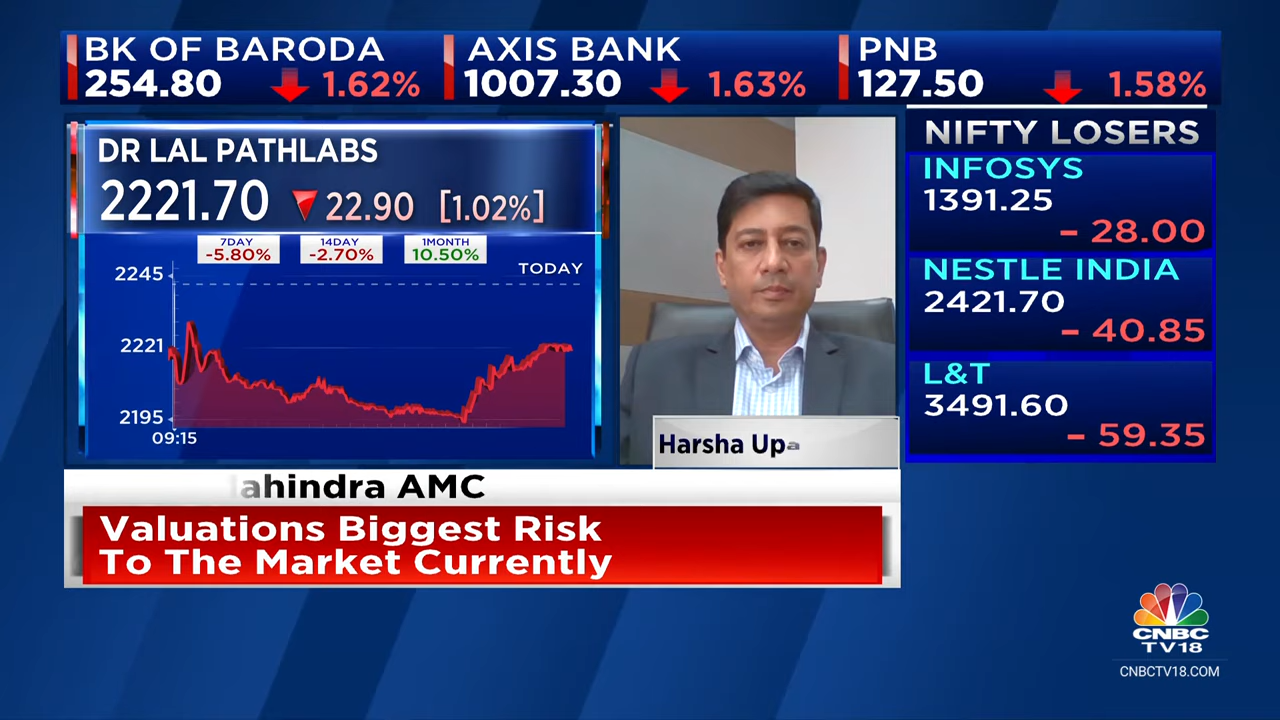 BK OF BARODA
254.80 1.62%
AXIS BANK
1007.30 1.63%
PNB
127.50 1.58%
DR LAL PATHLABS
2221.70 22.90 [1.02%]
7DAY
-5.80%
14DAY
-2.70%
1MONTH
10.50%
TODAY
2245
2221
2195
09:15
Harsha Upa
ahindra AMC
Valuations Biggest Risk
To The Market Currently
NIFTY LOSERS
INFOSYS
1391.25
- 28.00
NESTLE INDIA
2421.70
- 40.85
L&T
3491.60
- 59.35
CNBC
TV18
CNBCTV18.COM